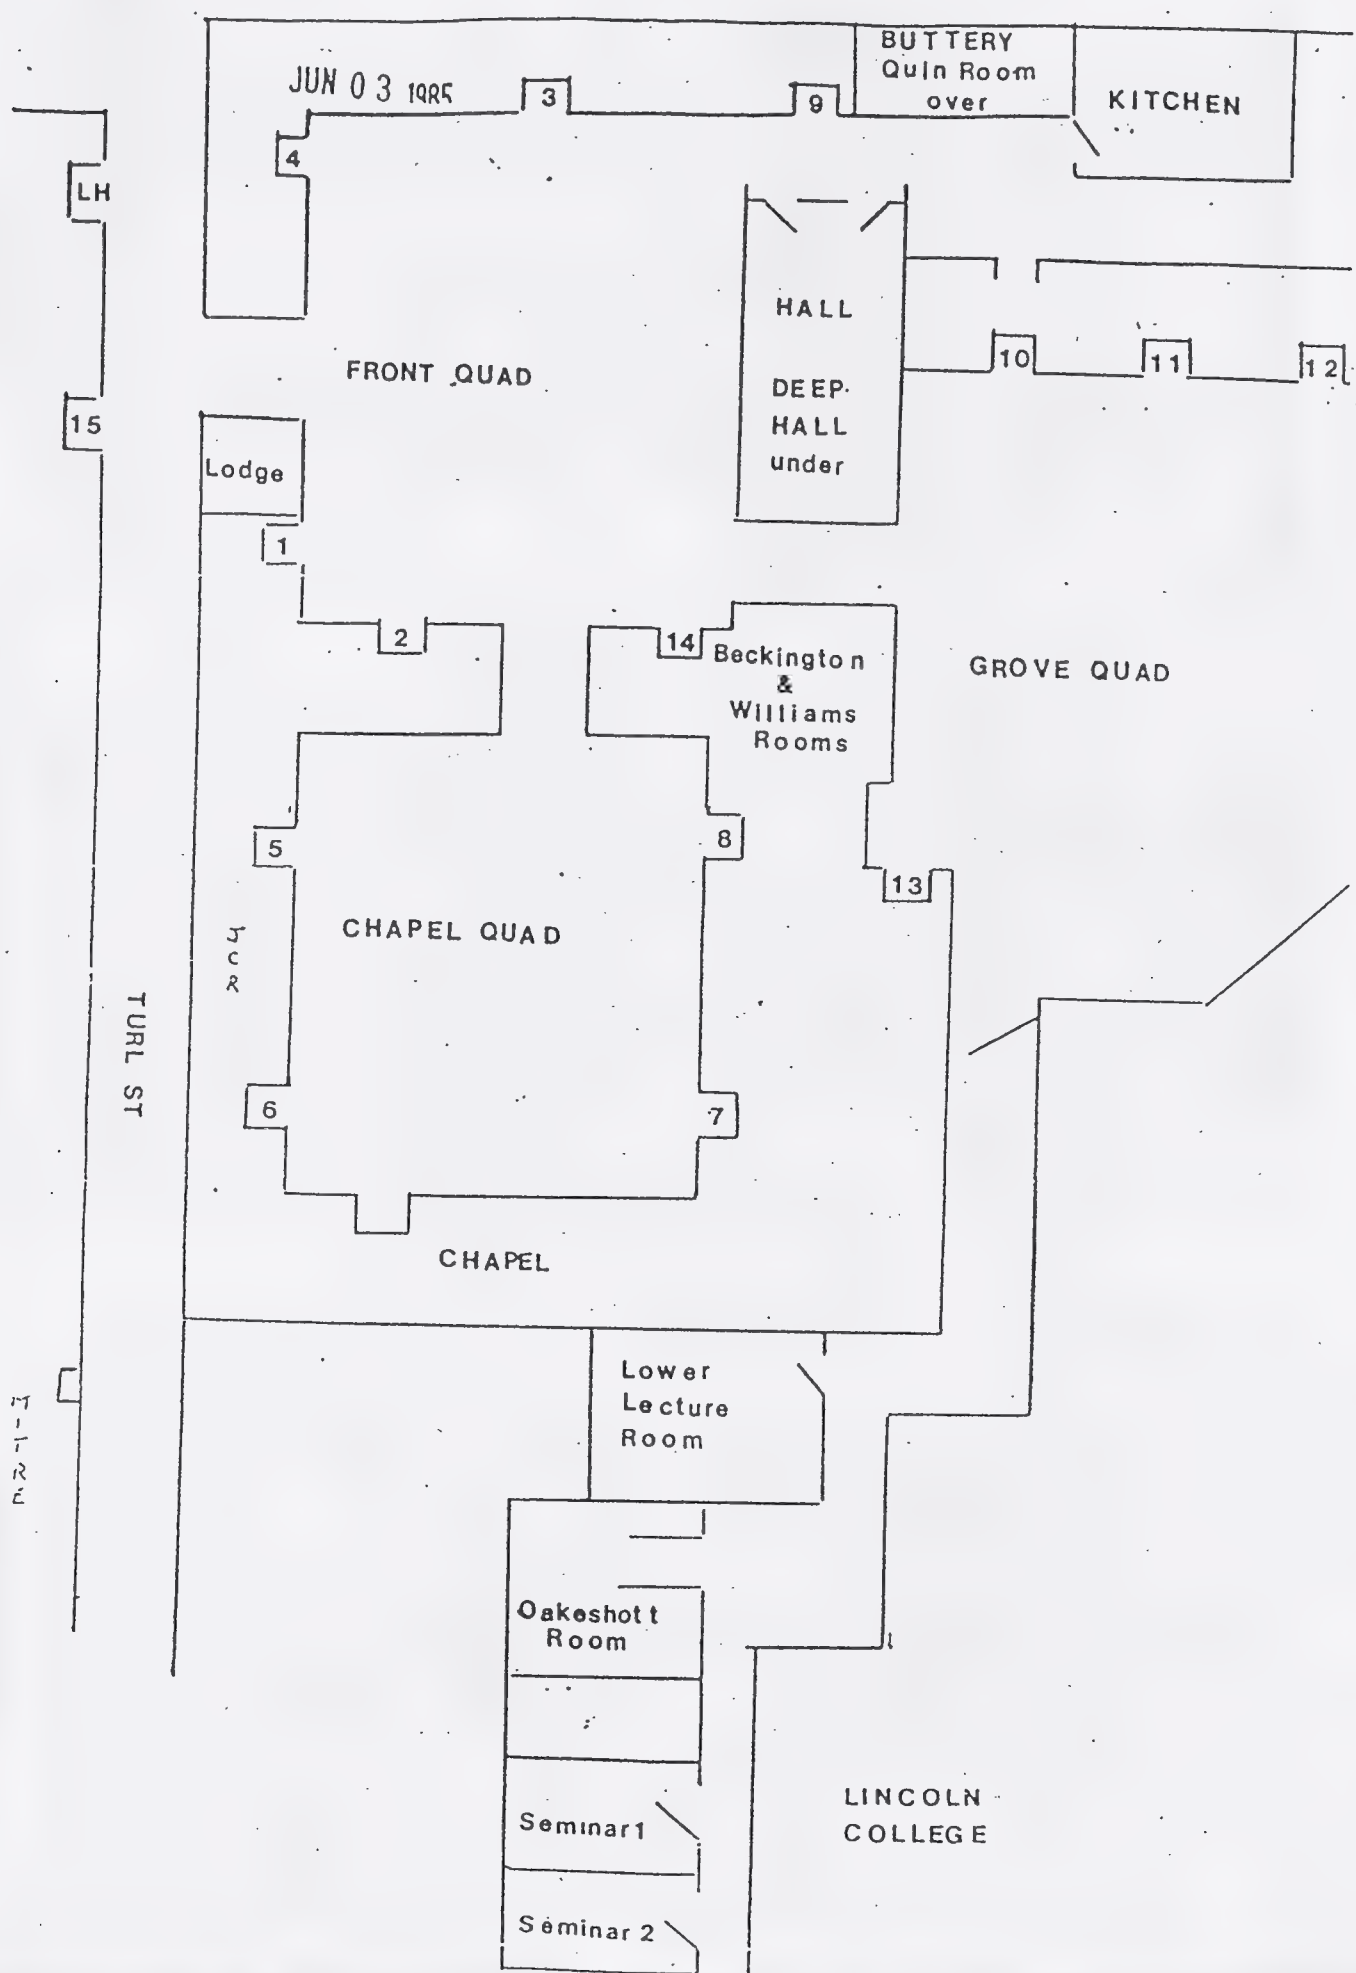 BUTTERY
Quin Room
over
KITCHEN
JUN 03 1985
3
9
4
LH
HALL
DEEP
HALL
under
10
11
12
FRONT QUAD
15
Lodge
1
2
14
Beckington
&
Williams
Rooms
GROVE QUAD
5
8
13
CHAPEL QUAD
TURL ST
6
7
CHAPEL
Lower
Lecture
Room
MITRE
Oakeshott
Room
Seminar 1
Seminar 2
LINCOLN
COLLEGE